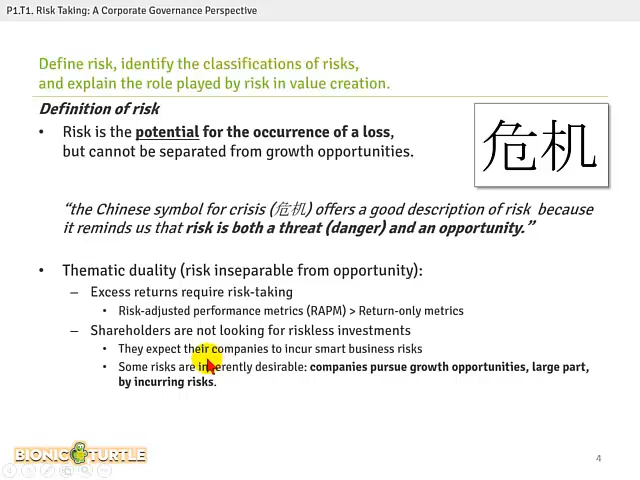 P1.T1. Risk Taking: A Corporate Governance Perspective
Define risk, identify the classifications of risks,
and explain the role played by risk in value creation.
Definition of risk
• Risk is the potential for the occurrence of a loss,
but cannot be separated from growth opportunities.
危机
“the Chinese symbol for crisis (危机) offers a good description of risk because
it reminds us that risk is both a threat (danger) and an opportunity.”
• Thematic duality (risk inseparable from opportunity):
– Excess returns require risk-taking
• Risk-adjusted performance metrics (RAPM) > Return-only metrics
– Shareholders are not looking for riskless investments
• They expect their companies to incur smart business risks
• Some risks are inherently desirable: companies pursue growth opportunities, large part,
by incurring risks.
BIONIC TURTLE
4